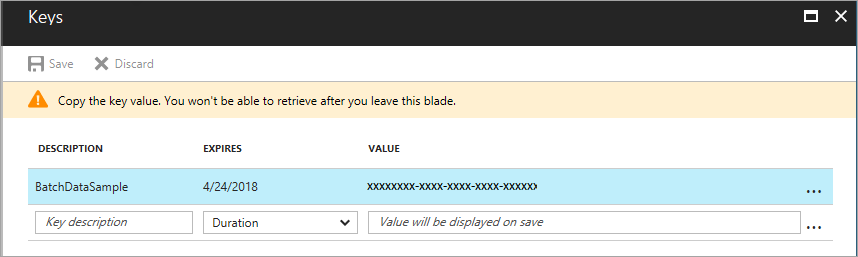 Keys
Save Discard
Copy the key value. You won't be able to retrieve after you leave this blade.
DESCRIPTION EXPIRES VALUE
BatchDataSample 4/24/2018 xxxxxxxx-xxxx-xxxx-xxxx-xxxxxx ...
Key description Duration Value will be displayed on save ...